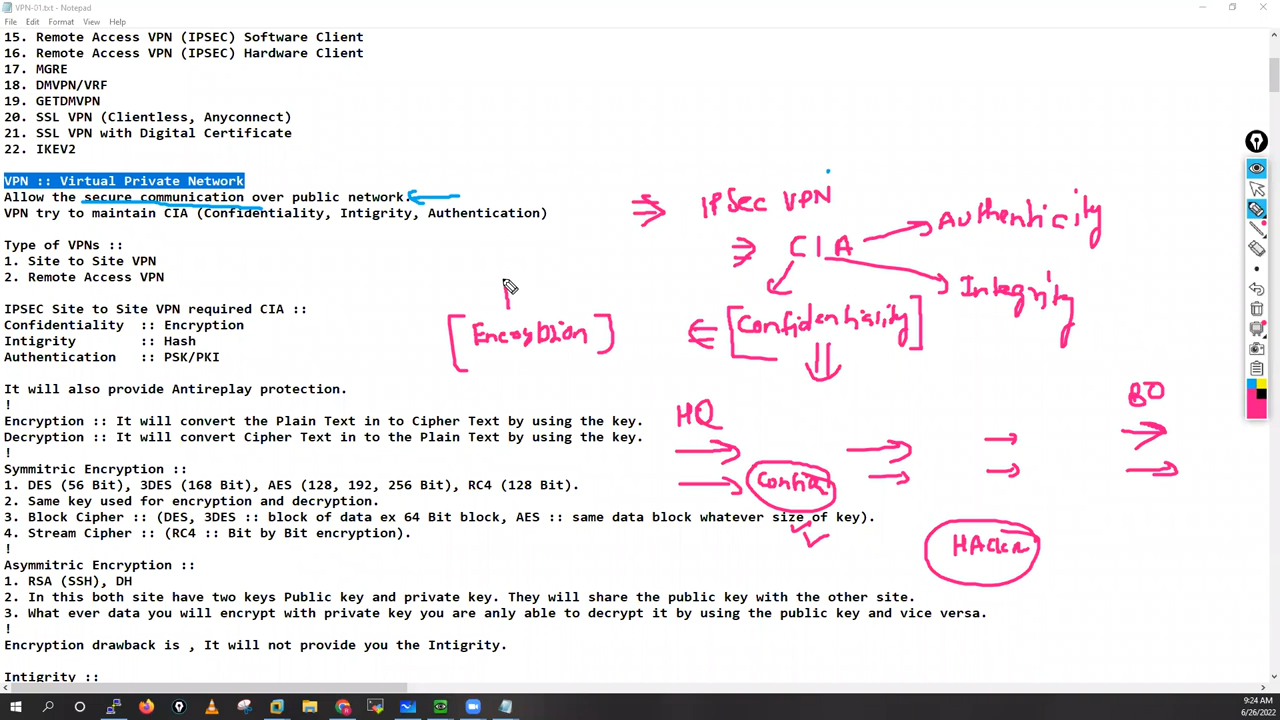 VPN-01.txt - Notepad
File Edit Format View Help
15. Remote Access VPN (IPSEC) Software Client
16. Remote Access VPN (IPSEC) Hardware Client
17. MGRE
18. DMVPN/VRF
19. GETDMVPN
20. SSL VPN (Clientless, Anyconnect)
21. SSL VPN with Digital Certificate
22. IKEV2
VPN :: Virtual Private Network
Allow the secure communication over public network.
VPN try to maintain CIA (Confidentiality, Intigrity, Authentication)
Type of VPNs ::
1. Site to Site VPN
2. Remote Access VPN
IPSEC Site to Site VPN required CIA ::
Confidentiality :: Encryption
Intigrity :: Hash
Authentication :: PSK/PKI
It will also provide Antireplay protection.
!
Encryption :: It will convert the Plain Text in to Cipher Text by using the key.
Decryption :: It will convert Cipher Text in to the Plain Text by using the key.
!
Symmitric Encryption ::
1. DES (56 bit), 3DES (168 Bit), AES (128, 192, 256 Bit), RC4 (128 Bit).
2. Same key used for encryption and decryption.
3. Block Cipher :: (DES, 3DES :: block of data ex 64 Bit block, AES :: same data block whatever size of key).
4. Stream Cipher :: (RC4 :: Bit by Bit encryption).
!
Asymmitric Encryption ::
1. RSA (SSH), DH
2. In this both site have two keys Public key and private key. They will share the public key with the other site.
3. What ever data you will encrypt with private key you are anly able to decrypt it by using the public key and vice versa.
!
Encryption drawback is , It will not provide you the Intigrity.
Intigrity ::
IPSec VPN
CIA
Authenticity
Integrity
[Confidentiality]
[Encryption]
HQ
BO
HACker
9:24 AM
6/26/2022